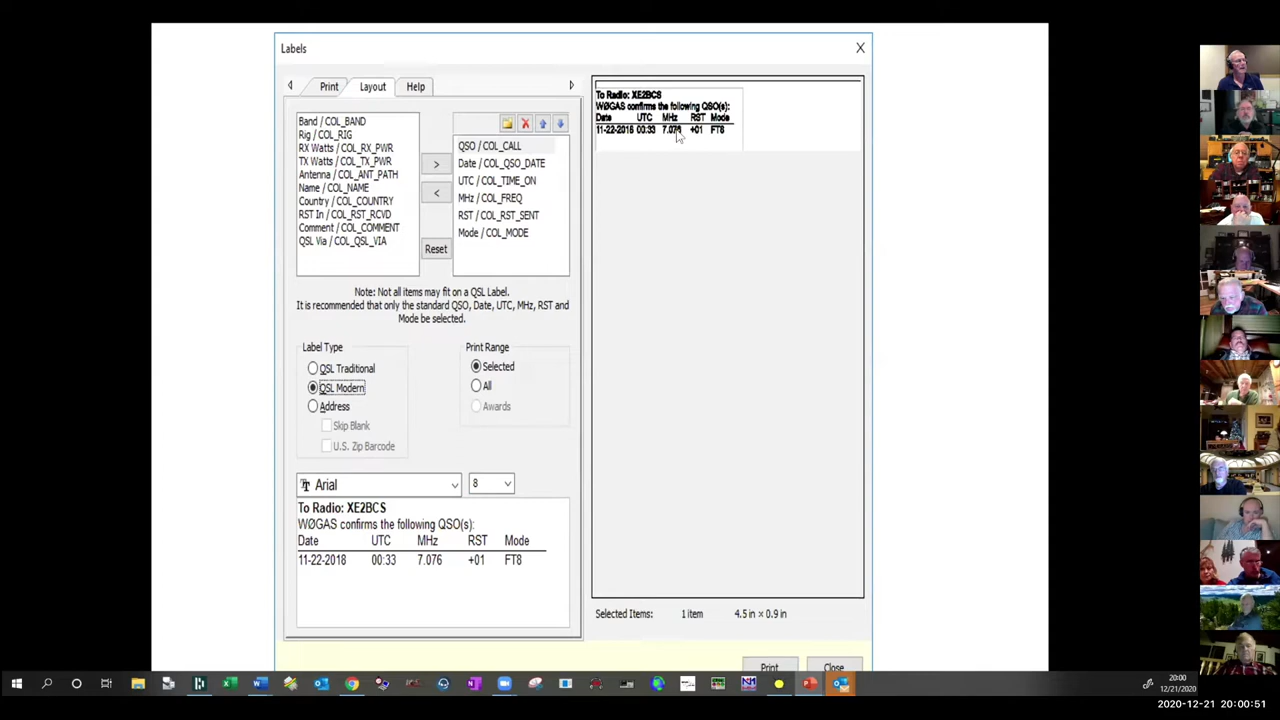 Labels
Print Layout Help
Band / COL_BAND
Rig / COL_RIG
RX Watts / COL_RX_PWR
TX Watts / COL_TX_PWR
Antenna / COL_ANT_PATH
Name / COL_NAME
Country / COL_COUNTRY
RST In / COL_RST_RCVD
Comment / COL_COMMENT
QSL Via / COL_QSL_VIA
>
<
Reset
QSO / COL_CALL
Date / COL_QSO_DATE
UTC / COL_TIME_ON
MHz / COL_FREQ
RST / COL_RST_SENT
Mode / COL_MODE
Note: Not all items may fit on a QSL Label.
It is recommended that only the standard QSO, Date, UTC, MHz, RST and
Mode be selected.
Label Type
QSL Traditional
QSL Modern
Address
Skip Blank
U.S. Zip Barcode
Print Range
Selected
All
Awards
Arial 8
To Radio: XE2BCS
WØGAS confirms the following QSO(s):
Date UTC MHz RST Mode
11-22-2018 00:33 7.076 +01 FT8
To Radio: XE2BCS
WØGAS confirms the following QSO(s):
Date UTC MHz RST Mode
11-22-2018 00:33 7.076 +01 FT8
Selected Items: 1 item 4.5 in × 0.9 in
Print Close
20:00
12/21/2020
2020-12-21 20:00:51